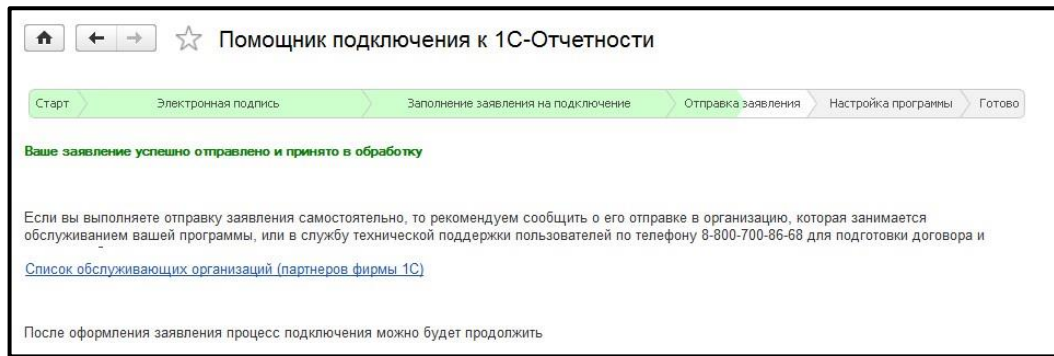 Помощник подключения к 1С-Отчетности
Старт Электронная подпись Заполнение заявления на подключение Отправка заявления Настройка программы Готово
Ваше заявление успешно отправлено и принято в обработку
Если вы выполняете отправку заявления самостоятельно, то рекомендуем сообщить о его отправке в организацию, которая занимается
обслуживанием вашей программы, или в службу технической поддержки пользователей по телефону 8-800-700-86-68 для подготовки договора и
Список обслуживающих организаций (партнеров фирмы 1С)
После оформления заявления процесс подключения можно будет продолжить